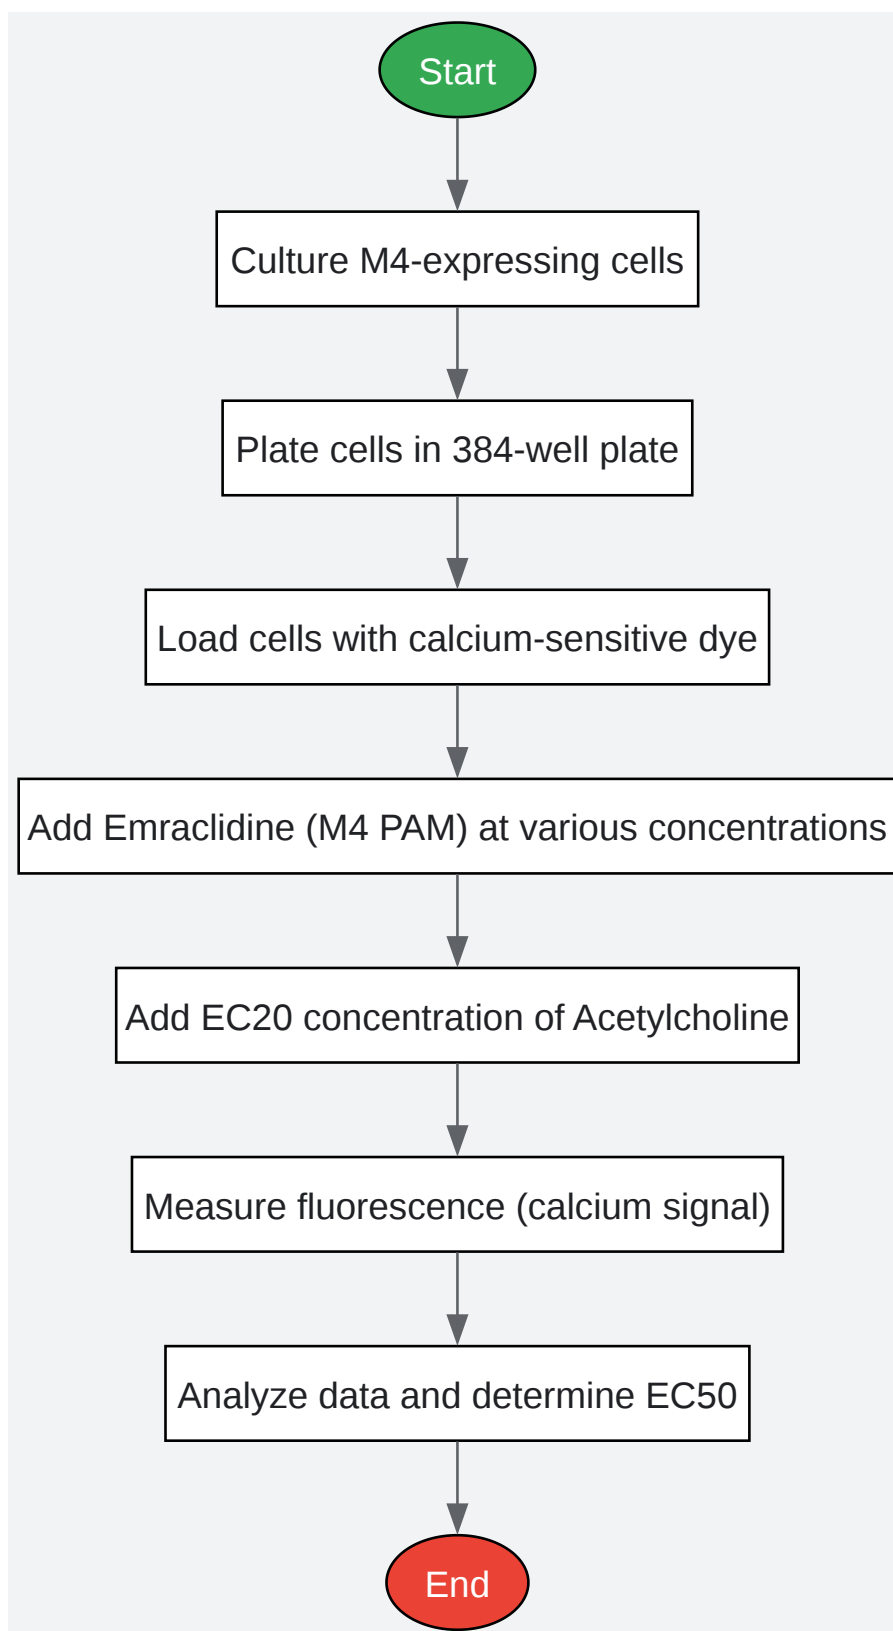 Start
Culture M4-expressing cells
Plate cells in 384-well plate
Load cells with calcium-sensitive dye
Add Emraclidine (M4 PAM) at various concentrations
Add EC20 concentration of Acetylcholine
Measure fluorescence (calcium signal)
Analyze data and determine EC50
End